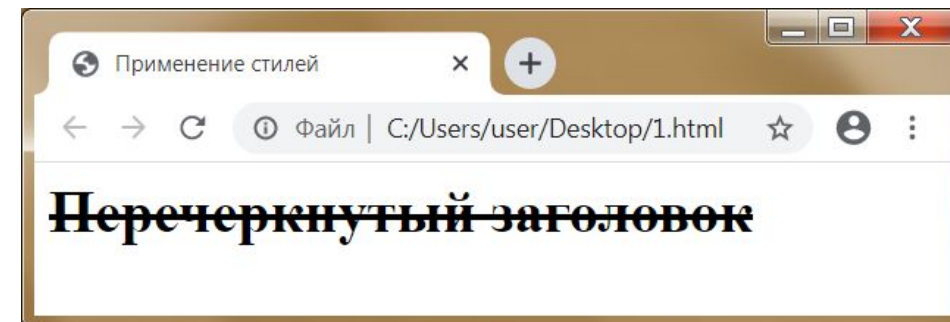 Применение стилей
Файл | C:/Users/user/Desktop/1.html
Перечеркнутый заголовок